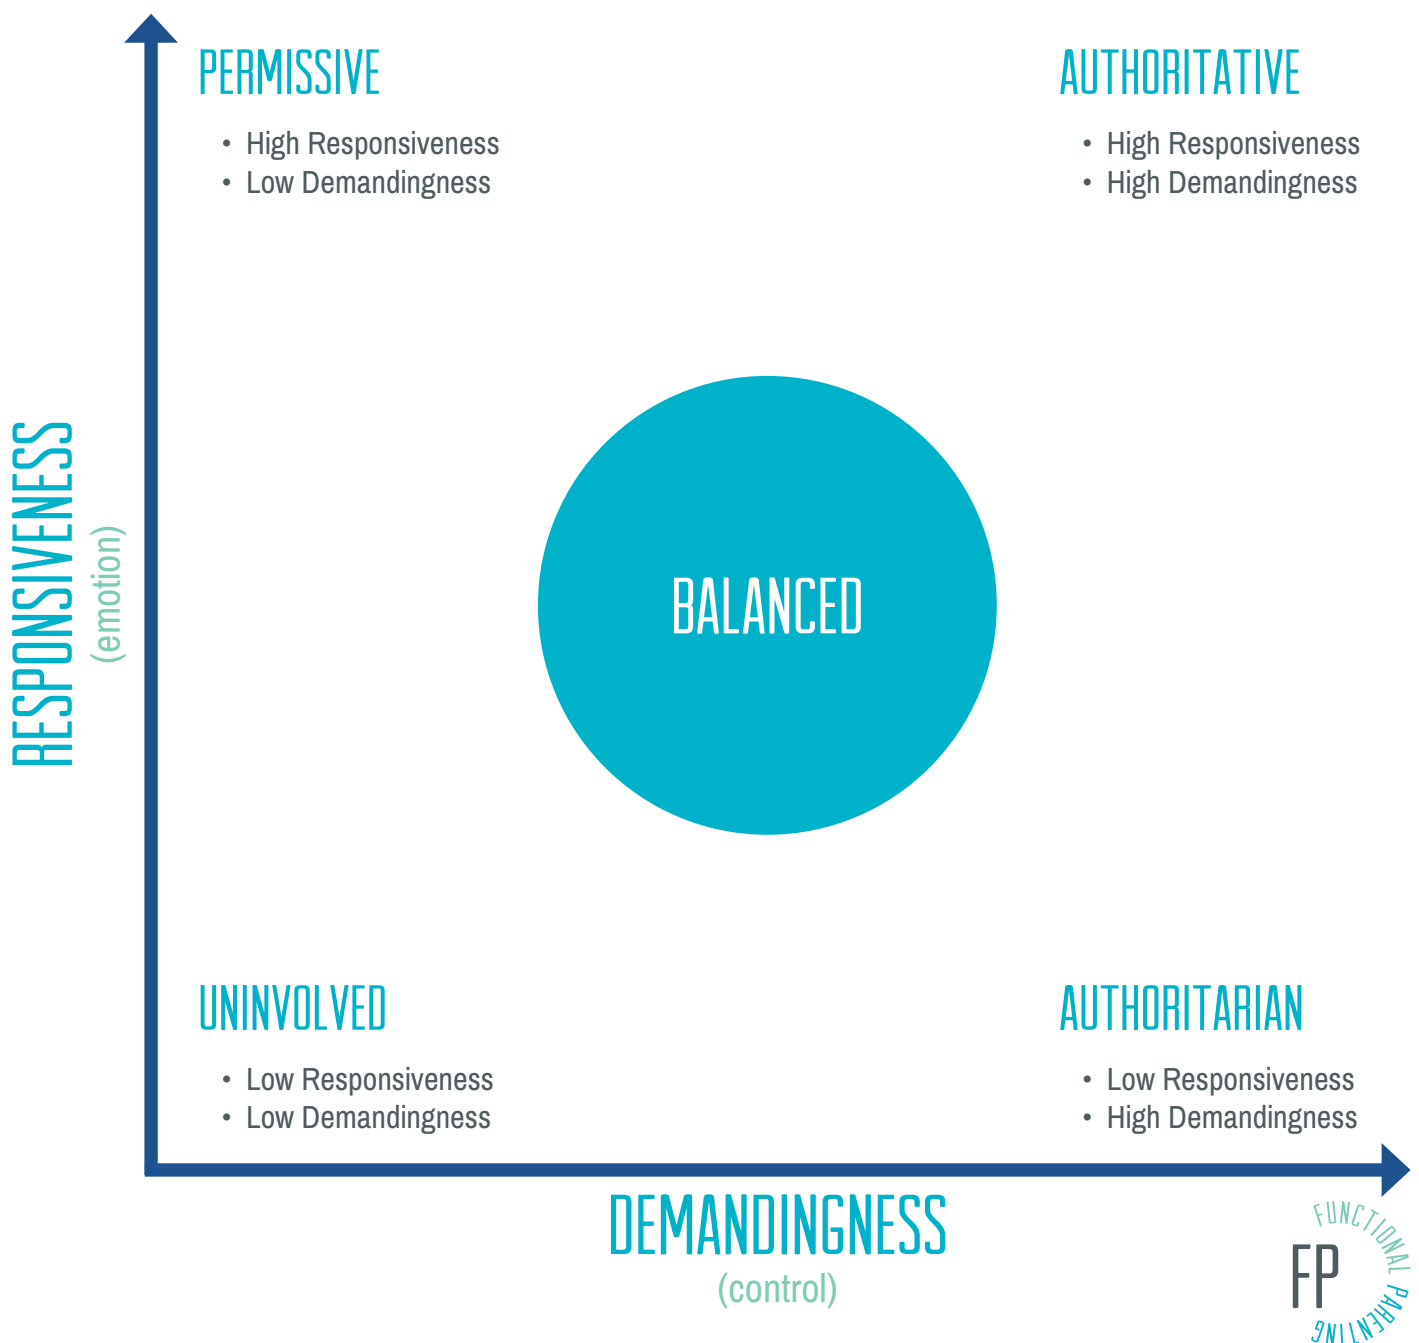 PERMISSIVE
• High Responsiveness
• Low Demandingness
AUTHORITATIVE
• High Responsiveness
• High Demandingness
RESPONSIVENESS
(emotion)
BALANCED
UNINVOLVED
• Low Responsiveness
• Low Demandingness
AUTHORITARIAN
• Low Responsiveness
• High Demandingness
DEMANDINGNESS
(control)
FP
FUNCTIONAL PARENTING